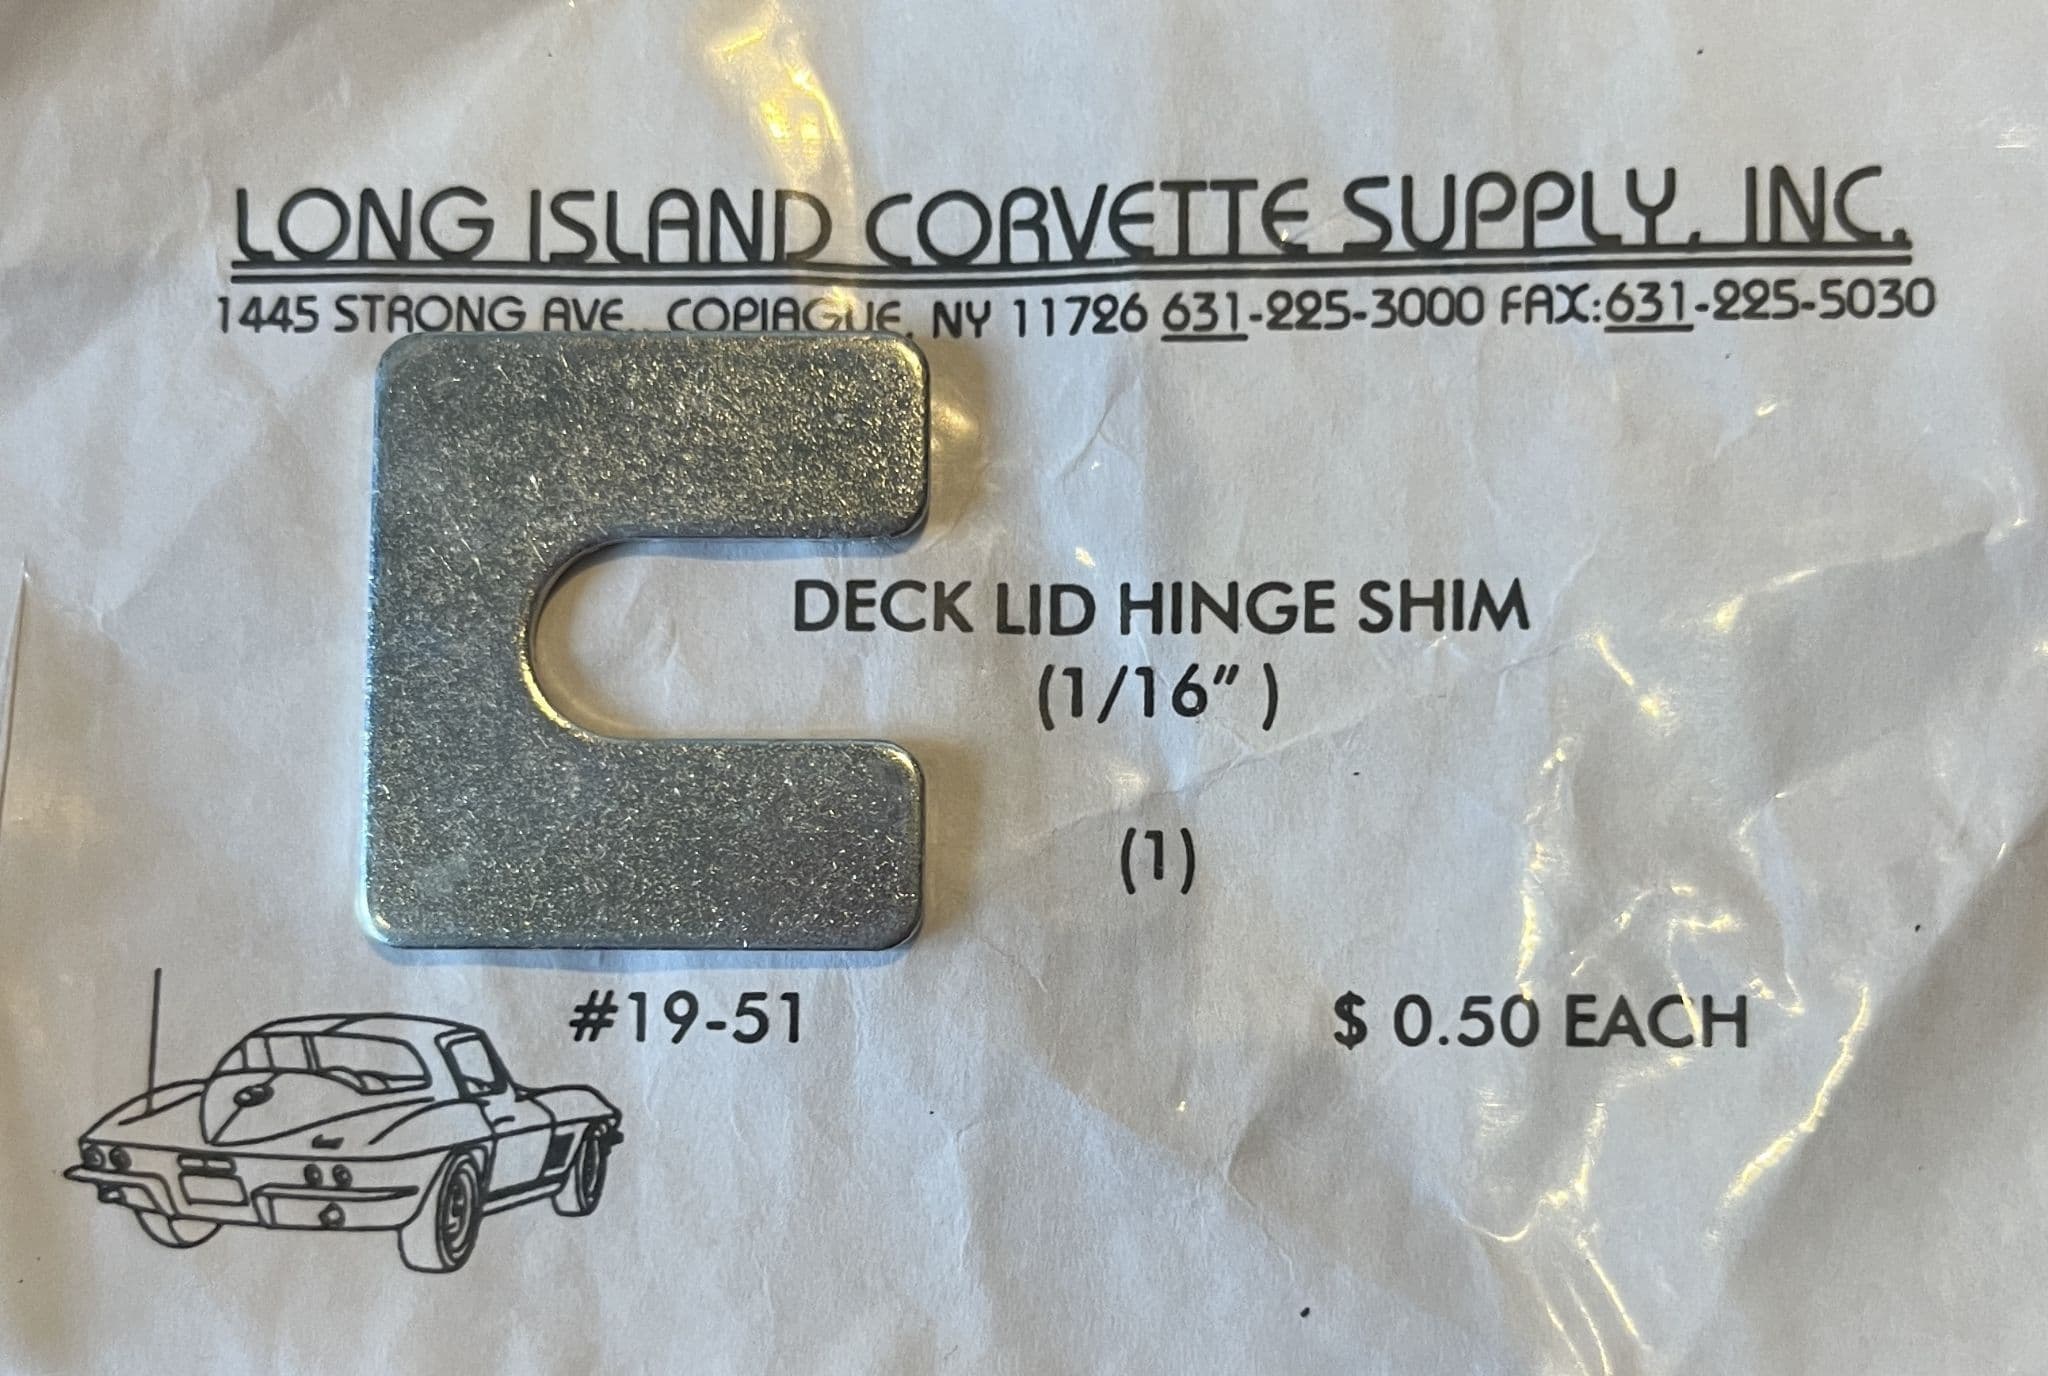 LONG ISLAND CORVETTE SUPPLY, INC.
1445 STRONG AVE., COPIAGUE, NY 11726 631-225-3000 FAX:631-225-5030
DECK LID HINGE SHIM
(1/16" )
(1)
#19-51
$ 0.50 EACH